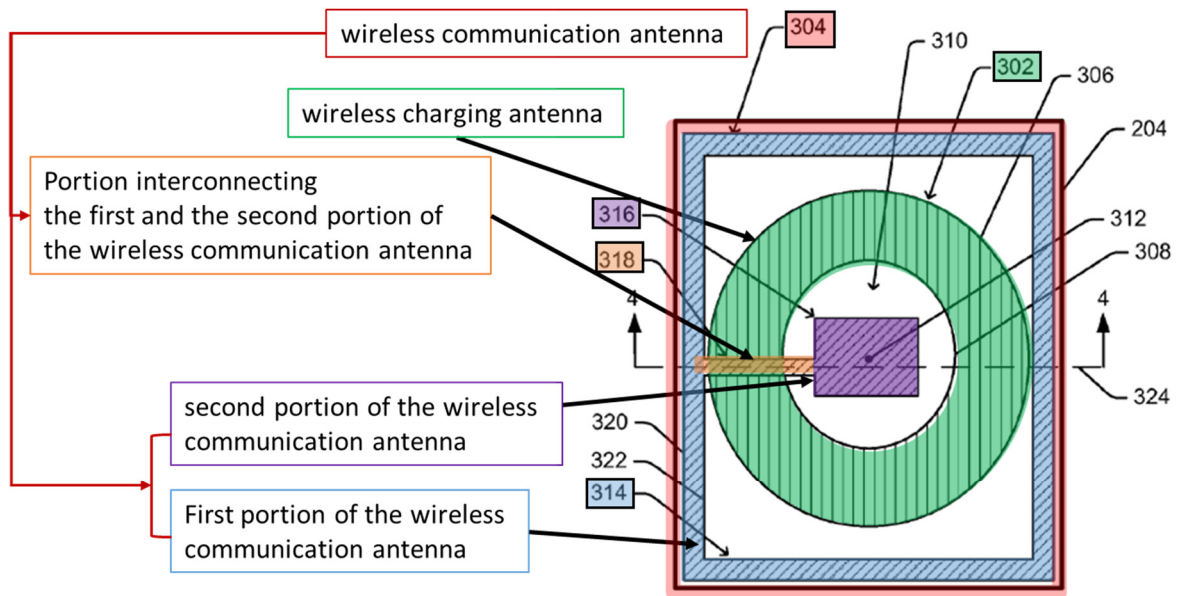 wireless communication antenna
304
310
302
306
wireless charging antenna
204
Portion interconnecting
the first and the second portion of
the wireless communication antenna
316
312
318
308
4
4
second portion of the wireless
communication antenna
324
320
322
314
First portion of the wireless
communication antenna